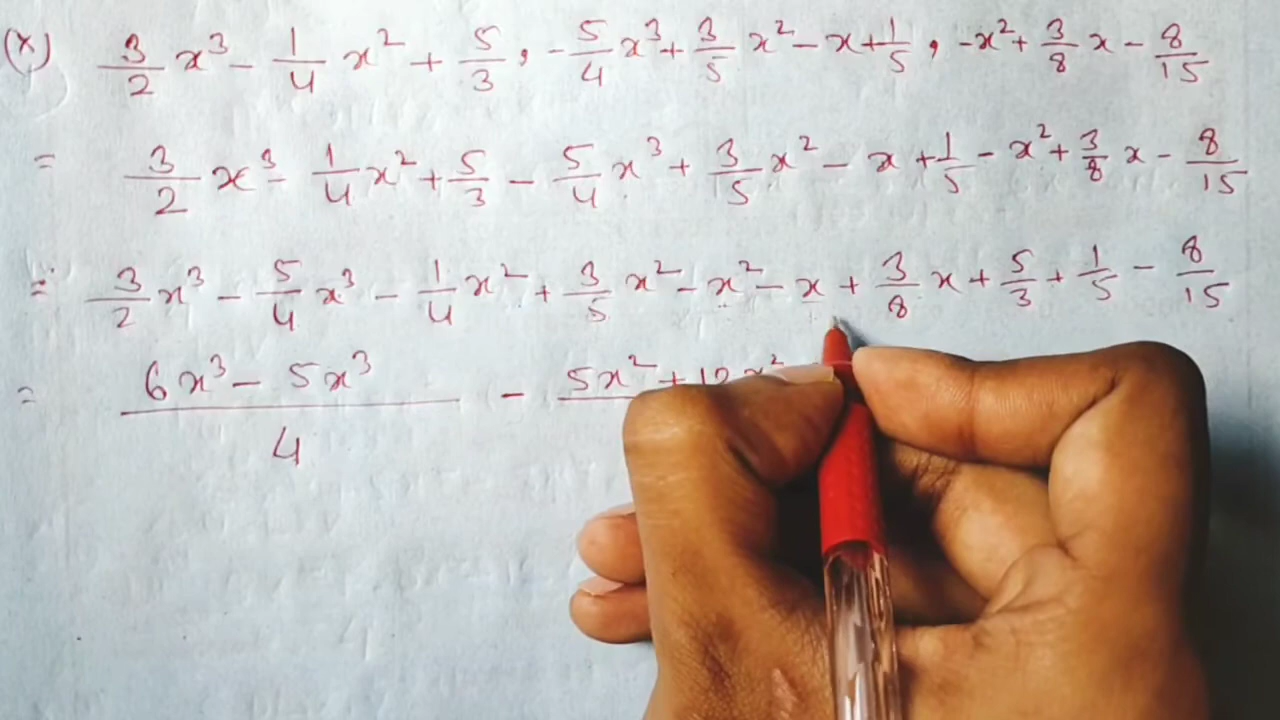 (x) 3/2 x³ - 1/4 x² + 5/3, -5/4 x³ + 3/5 x² - x + 1/5, -x² + 3/8 x - 8/15
= 3/2 x³ - 1/4 x² + 5/3 - 5/4 x³ + 3/5 x² - x + 1/5 - x² + 3/8 x - 8/15
= 3/2 x³ - 5/4 x³ - 1/4 x² + 3/5 x² - x² - x + 3/8 x + 5/3 + 1/5 - 8/15
= (6x³ - 5x³)/4 - 5x² + 12x²